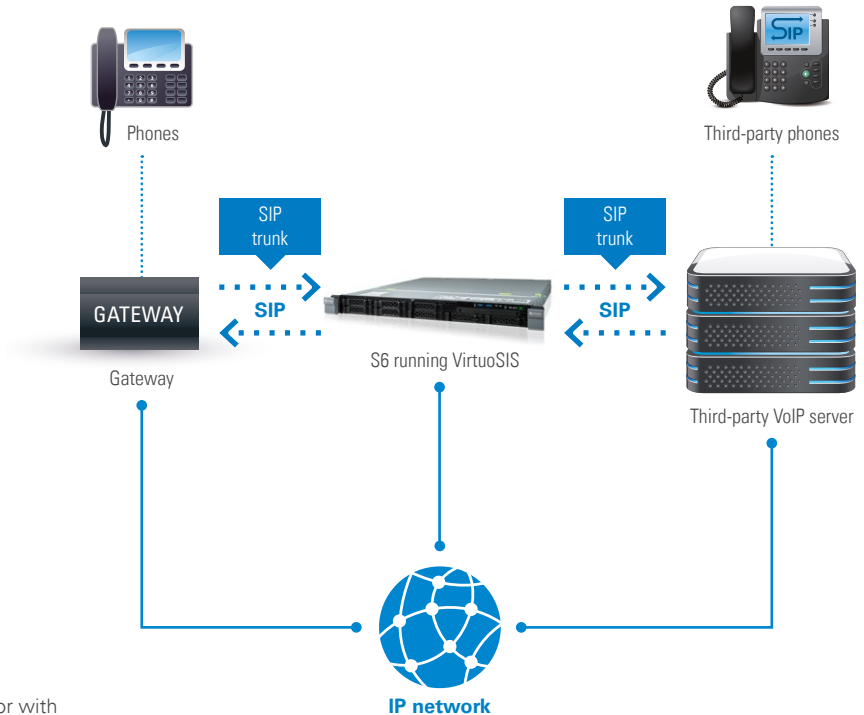 SIP
Phones
Third-party phones
SIP
trunk
SIP
trunk
GATEWAY
SIP
SIP
S6 running VirtuoSIS
Gateway
Third-party VoIP server
or with
IP network